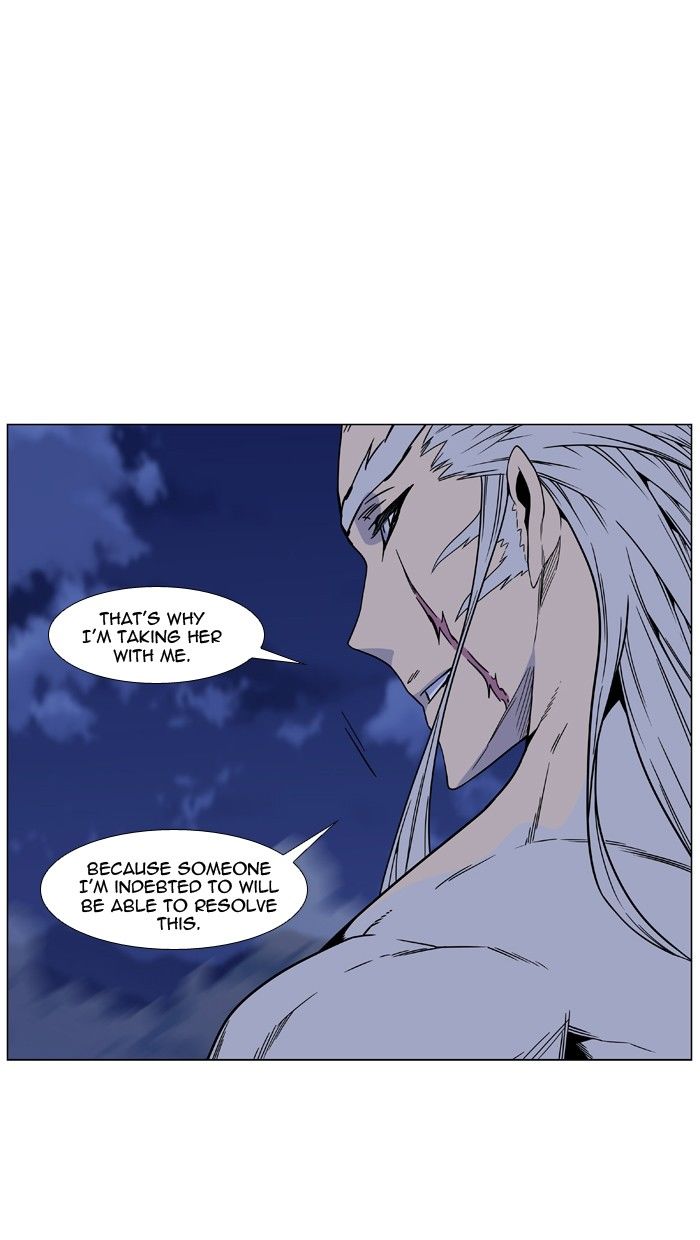 THAT'S WHY
I'M TAKING HER
WITH ME.
BECAUSE SOMEONE
I'M INDEBTED TO WILL
BE ABLE TO RESOLVE
THIS.